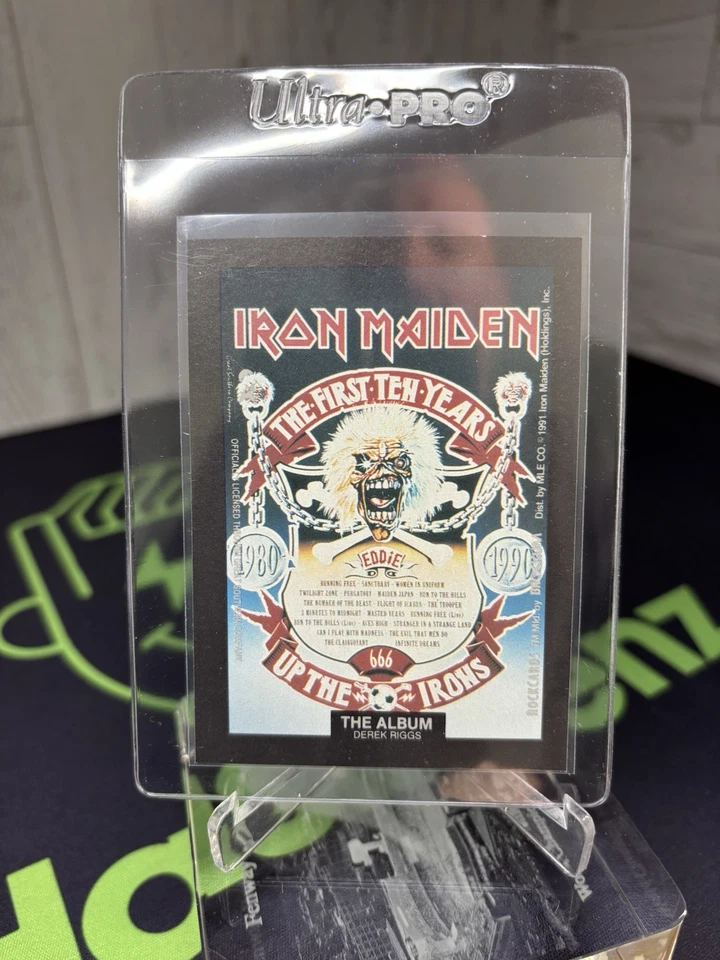 Ultra•PRO®
IRON MAIDEN
THE•FIRST•TEN•YEARS
1980
1990
EDDIE
RUNNING FREE · SANCTUARY · WOMEN IN UNIFORM
TWILIGHT ZONE · PURGATORY · MAIDEN JAPAN · RUN TO THE HILLS
THE NUMBER OF THE BEAST · FLIGHT OF ICARUS · THE TROOPER
2 MINUTES TO MIDNIGHT · WASTED YEARS · RUNNING FREE (Live)
RUN TO THE HILLS (Live) · ACES HIGH · STRANGER IN A STRANGE LAND
CAN I PLAY WITH MADNESS · THE EVIL THAT MEN DO
THE CLAIRVOYANT INFINITE DREAMS
666
UP THE IRONS
THE ALBUM
DEREK RIGGS
OFFICIALLY LICENSED
ROCKCARDS™
Dist. by MLE CO. © 1991 Iron Maiden (Holdings), Inc.
Fenway